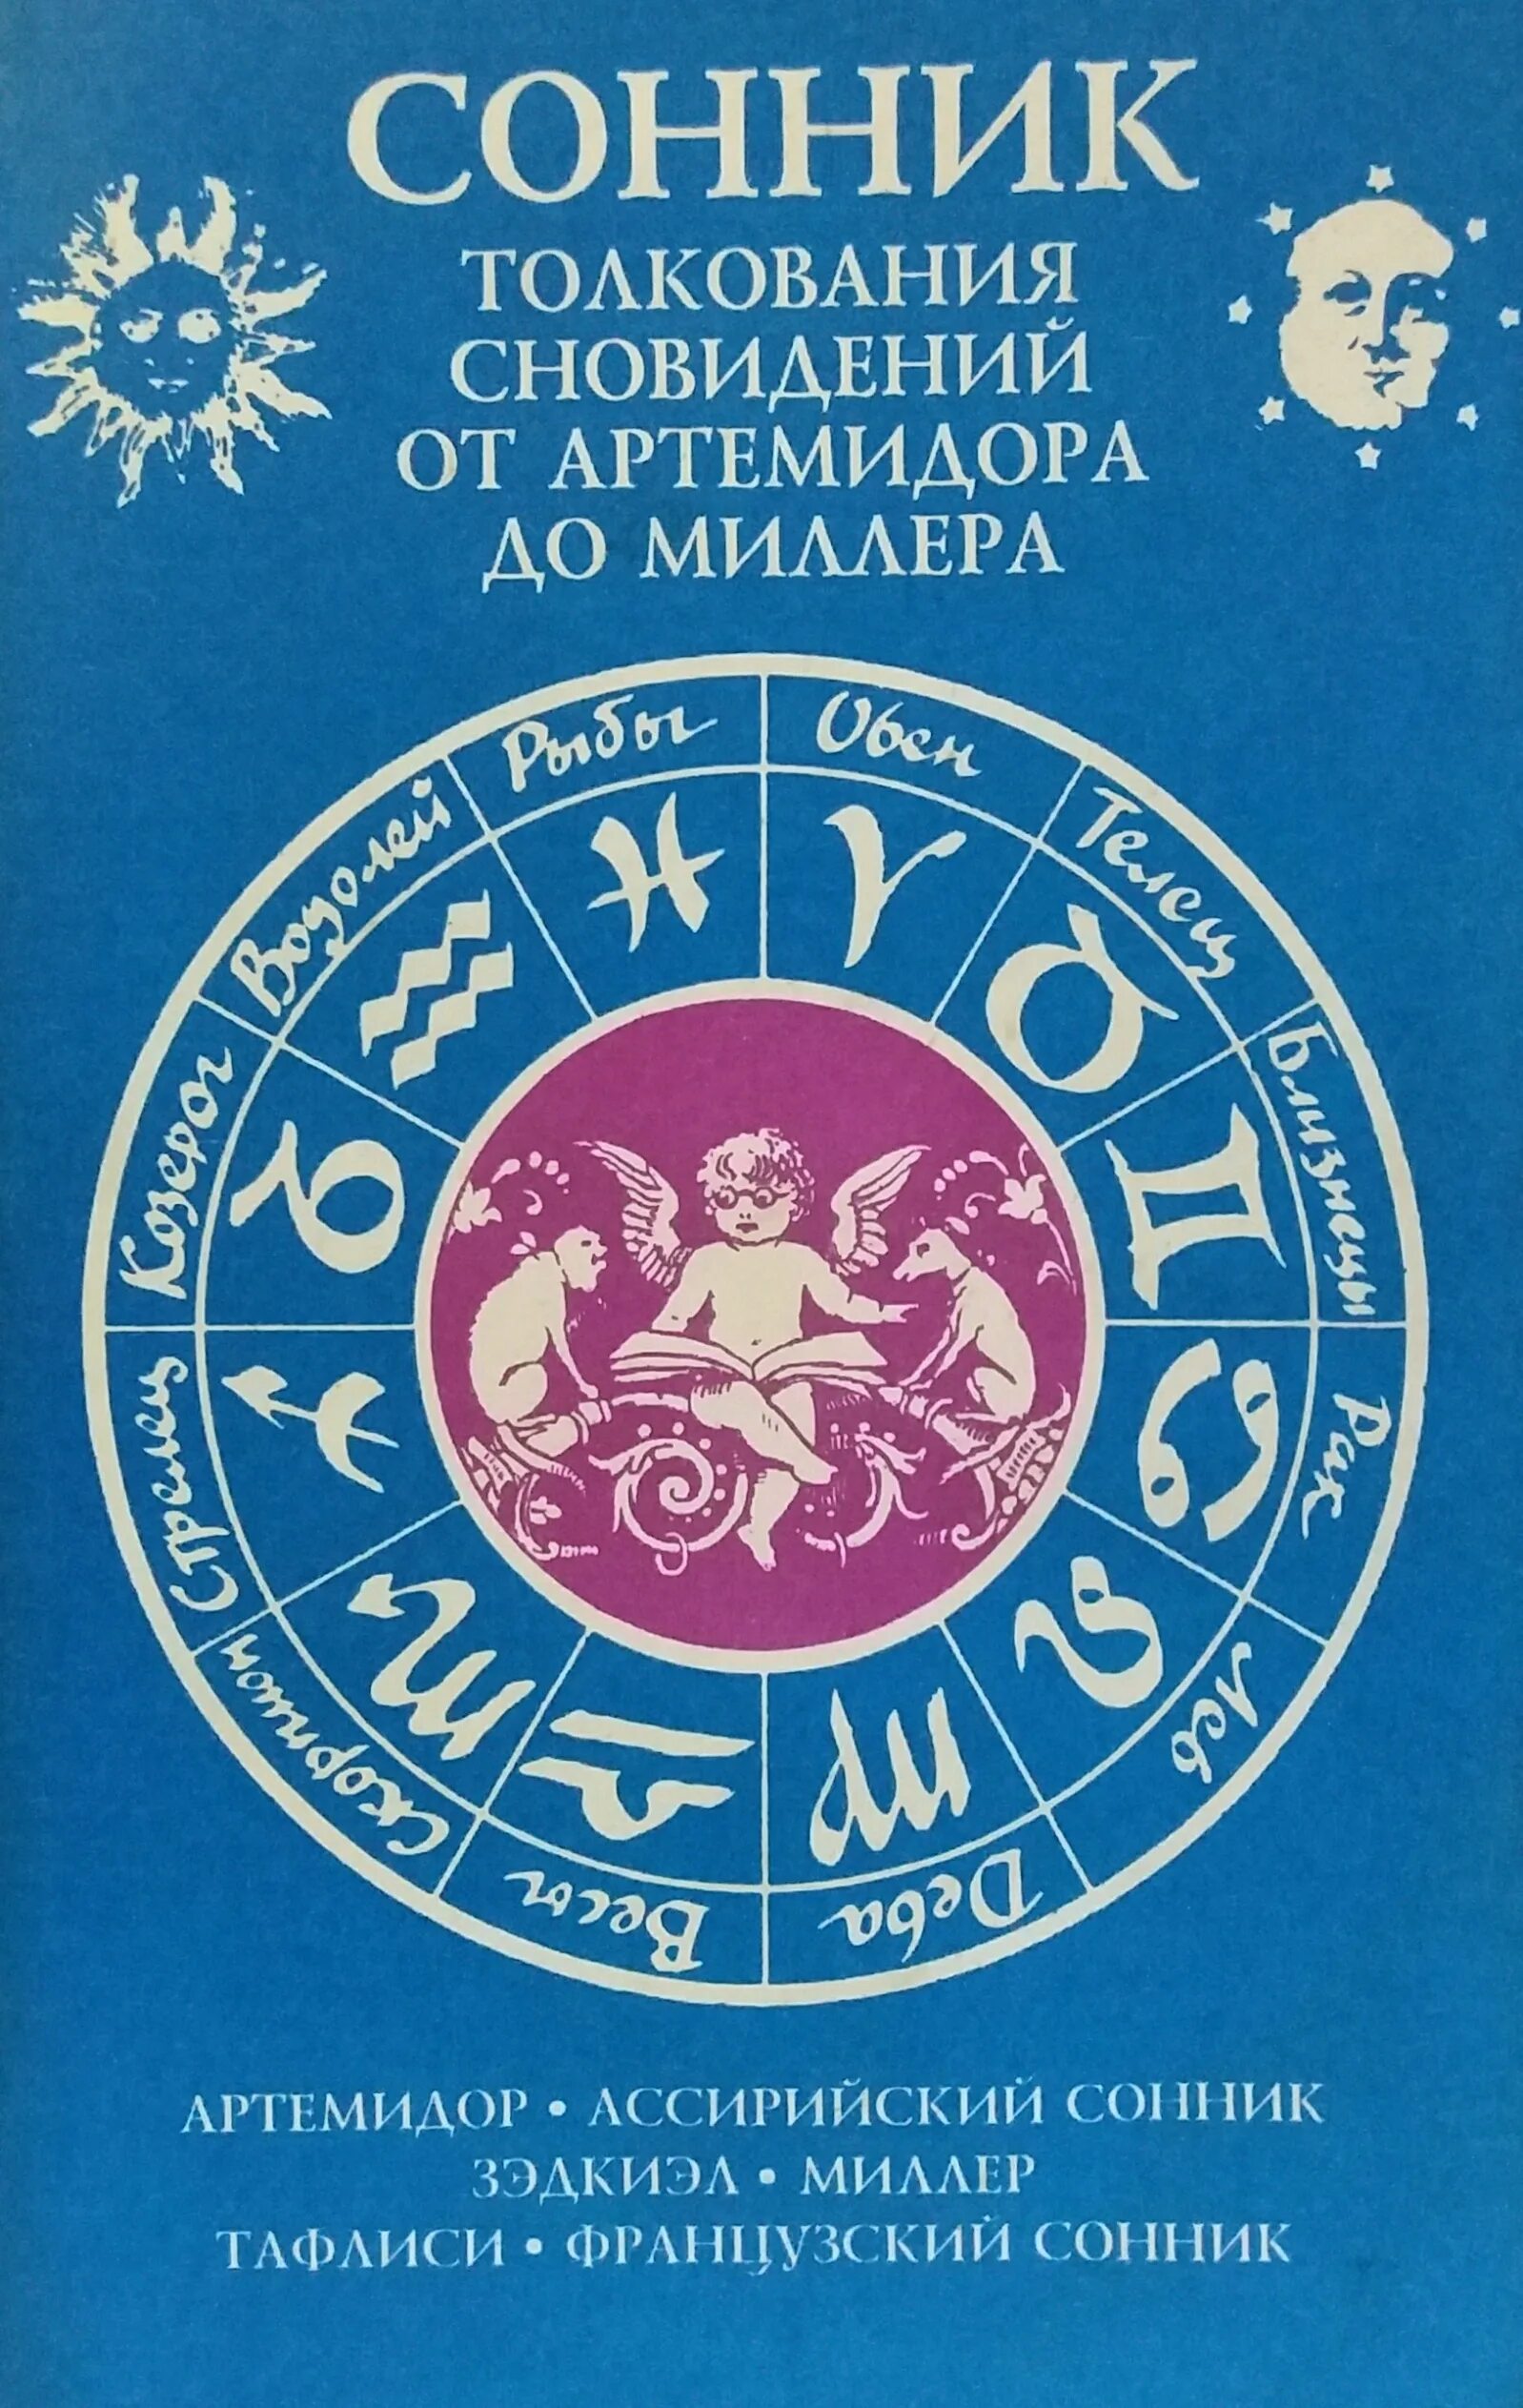 СОННИК
ТОЛКОВАНИЯ
СНОВИДЕНИЙ
ОТ АРТЕМИДОРА
ДО МИЛЛЕРА
Овен
Телец
Близнецы
Рак
Лев
Дева
Весы
Скорпион
Стрелец
Козерог
Водолей
Рыбы
АРТЕМИДОР • АССИРИЙСКИЙ СОННИК
ЗЭДКИЭЛ • МИЛЛЕР
ТАФЛИСИ • ФРАНЦУЗСКИЙ СОННИК